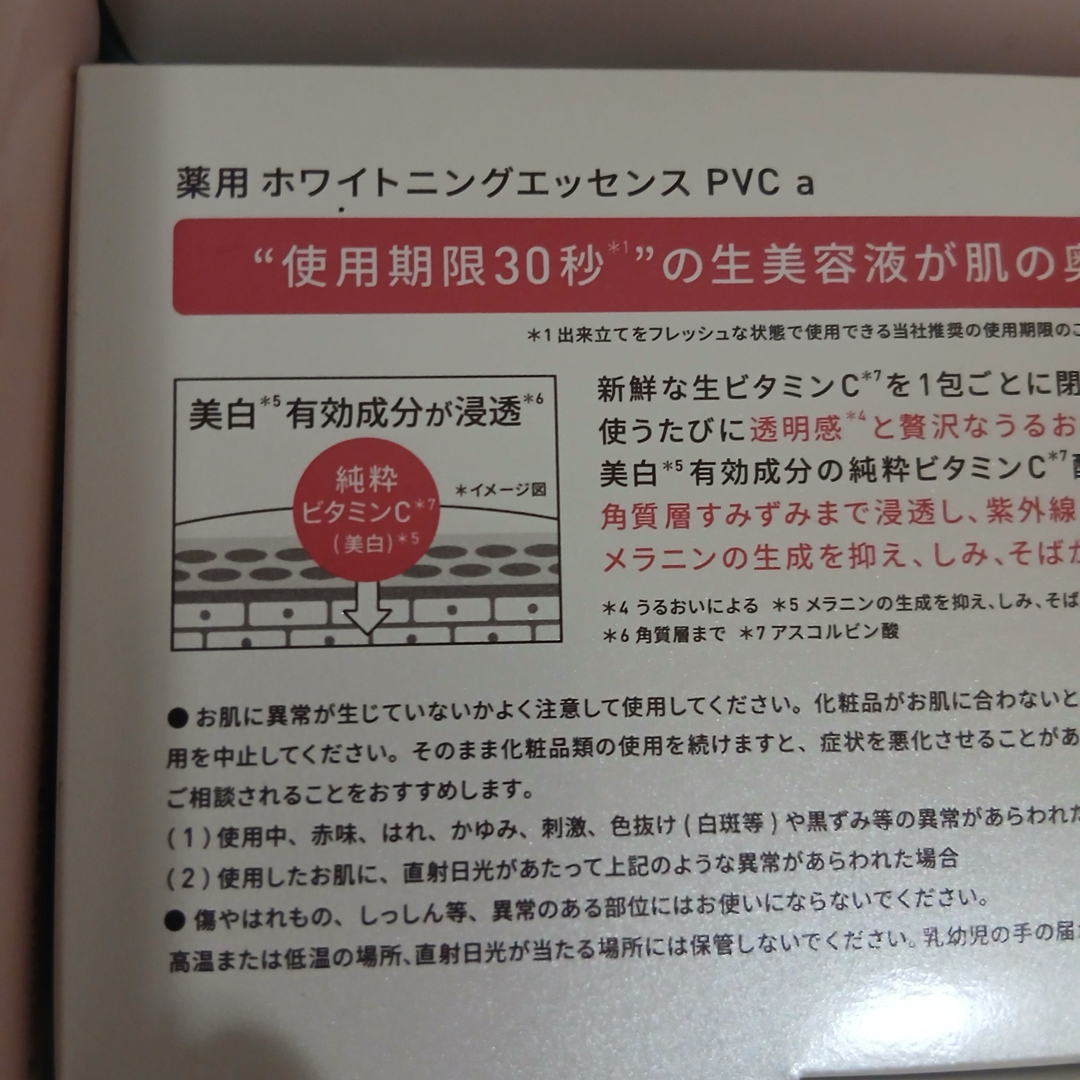 薬用 ホワイトニングエッセンス PVC a
“使用期限30秒*1”の生美容液が肌の
*1 出来立てをフレッシュな状態で使用できる当社推奨の使用期限の
美白*5有効成分が浸透*6
純粋
ビタミンC*7
(美白)*5
*イメージ図
新鮮な生ビタミンC*7を1包ごとに閉
使うたびに透明感*4と贅沢なうるお
美白*5有効成分の純粋ビタミンC*7
角質層すみずみまで浸透し、紫外線
メラニンの生成を抑え、しみ、そばか
*4 うるおいによる *5 メラニンの生成を抑え、しみ、そば
*6 角質層まで *7 アスコルビン酸
● お肌に異常が生じていないかよく注意して使用してください。化粧品がお肌に合わないと
用を中止してください。そのまま化粧品類の使用を続けますと、症状を悪化させることがあ
ご相談されることをおすすめします。
(1)使用中、赤味、はれ、かゆみ、刺激、色抜け(白斑等)や黒ずみ等の異常があらわれた
(2)使用したお肌に、直射日光があたって上記のような異常があらわれた場合
● 傷やはれもの、しっしん等、異常のある部位にはお使いにならないでください。
高温または低温の場所、直射日光が当たる場所には保管しないでください。乳幼児の手の届